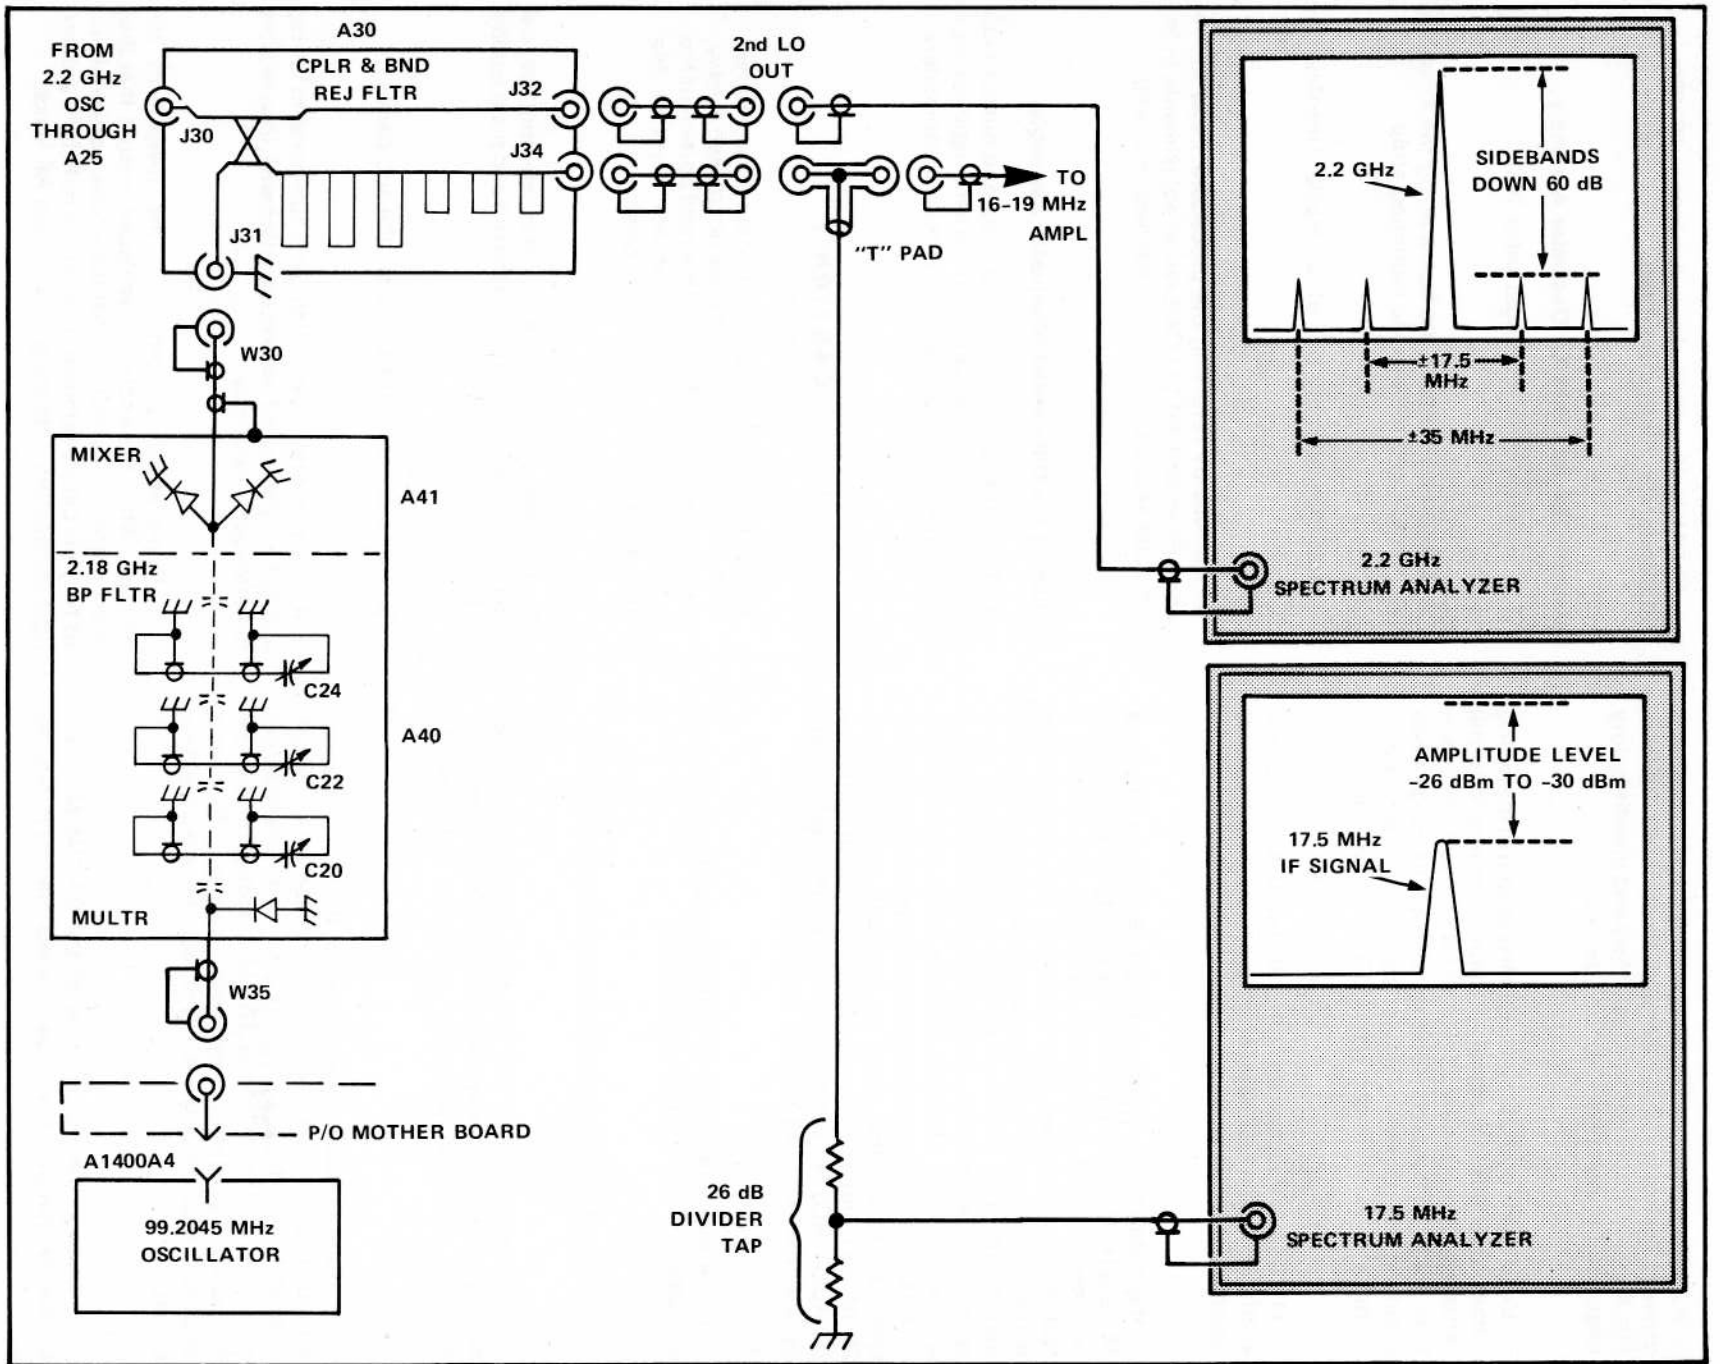 FROM
2.2 GHz
OSC
THROUGH
A25
A30
CPLR & BND
REJ FLTR
J30
J32
J34
J31
2nd LO
OUT
TO
16-19 MHz
AMPL
"T" PAD
W30
MIXER
A41
2.18 GHz
BP FLTR
C24
A40
C22
C20
MULTR
W35
P/O MOTHER BOARD
A1400A4
99.2045 MHz
OSCILLATOR
26 dB
DIVIDER
TAP
2.2 GHz
SIDEBANDS
DOWN 60 dB
±17.5
MHz
±35 MHz
2.2 GHz
SPECTRUM ANALYZER
AMPLITUDE LEVEL
-26 dBm TO -30 dBm
17.5 MHz
IF SIGNAL
17.5 MHz
SPECTRUM ANALYZER